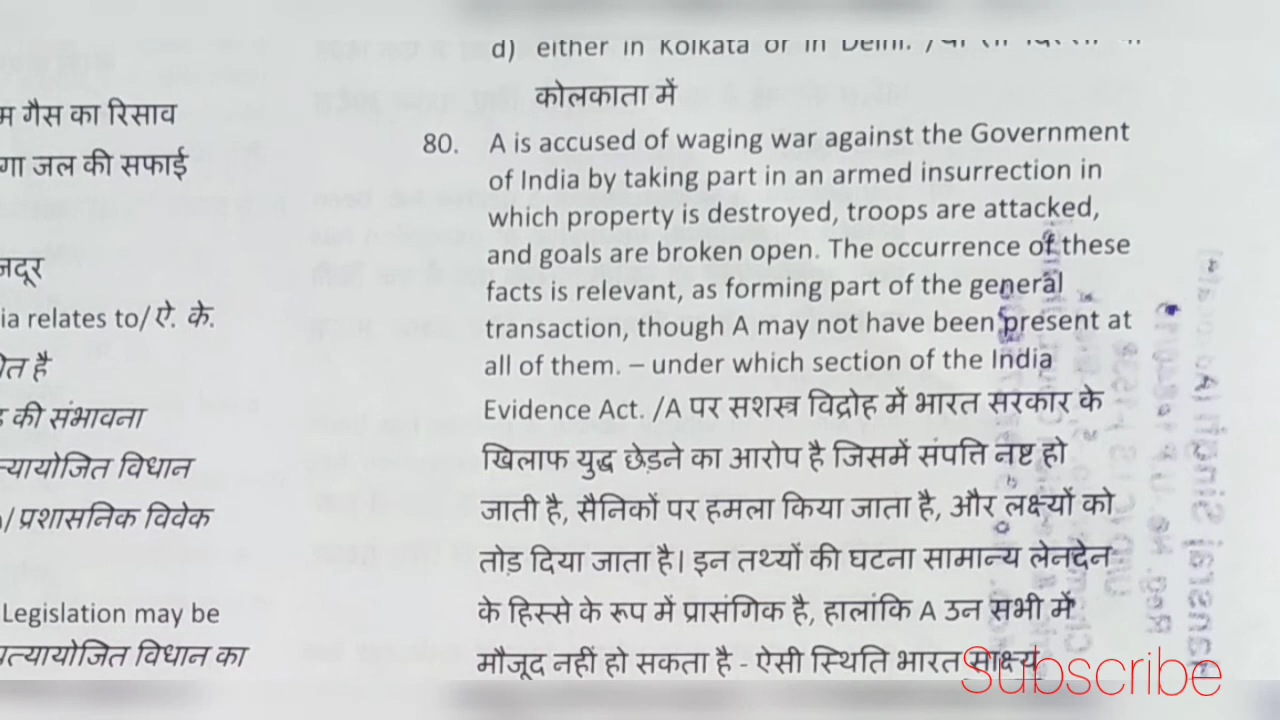 म गैस का रिसाव
गा जल की सफाई
जदूर
ia relates to/ ऐ. के.
ित है
ड की संभावना
न्यायोजित विधान
/ प्रशासनिक विवेक
Legislation may be
प्रत्यायोजित विधान का
d) either in Kolkata or in Delhi.
कोलकाता में
80. A is accused of waging war against the Government
of India by taking part in an armed insurrection in
which property is destroyed, troops are attacked,
and goals are broken open. The occurrence of these
facts is relevant, as forming part of the general
transaction, though A may not have been present at
all of them. – under which section of the India
Evidence Act. /A पर सशस्त्र विद्रोह में भारत सरकार के
खिलाफ युद्ध छेड़ने का आरोप है जिसमें संपत्ति नष्ट हो
जाती है, सैनिकों पर हमला किया जाता है, और लक्ष्यों को
तोड़ दिया जाता है। इन तथ्यों की घटना सामान्य लेनदेन
के हिस्से के रूप में प्रासंगिक है, हालांकि A उन सभी में
मौजूद नहीं हो सकता है - ऐसी स्थिति भारत साक्ष्य
Subscribe